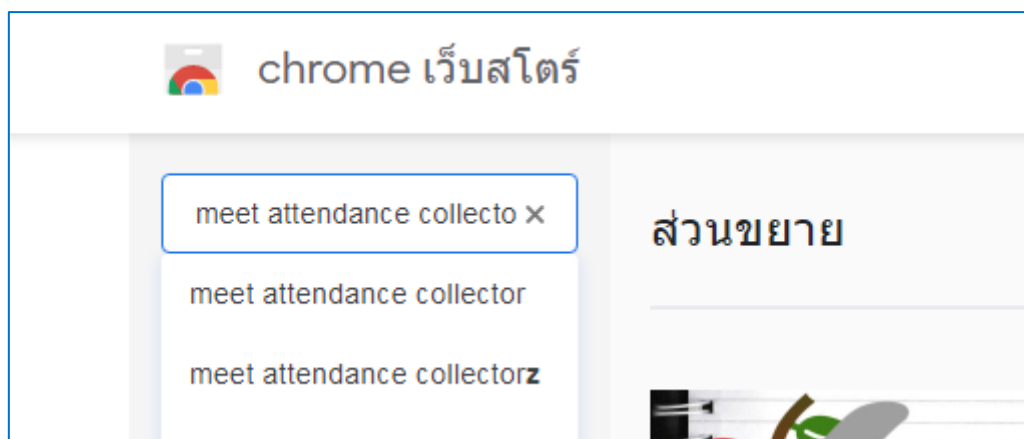 chrome เว็บสโตร์
meet attendance collecto ×
ส่วนขยาย
meet attendance collector
meet attendance collectorz